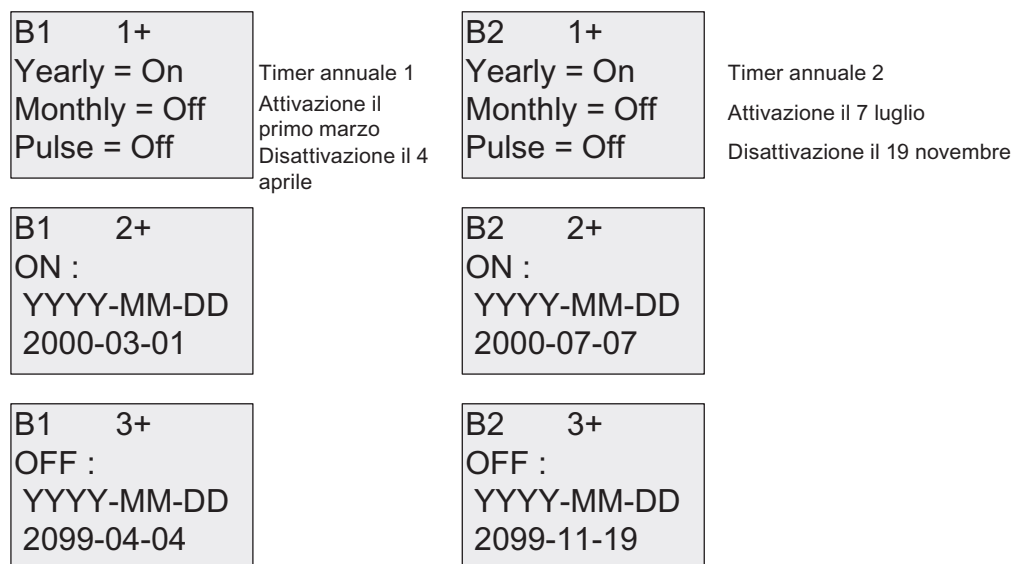 B1 1+
Yearly = On
Monthly = Off
Pulse = Off
Timer annuale 1
Attivazione il
primo marzo
Disattivazione il 4
aprile
B2 1+
Yearly = On
Monthly = Off
Pulse = Off
Timer annuale 2
Attivazione il 7 luglio
Disattivazione il 19 novembre
B1 2+
ON :
YYYY-MM-DD
2000-03-01
B2 2+
ON :
YYYY-MM-DD
2000-07-07
B1 3+
OFF :
YYYY-MM-DD
2099-04-04
B2 3+
OFF :
YYYY-MM-DD
2099-11-19